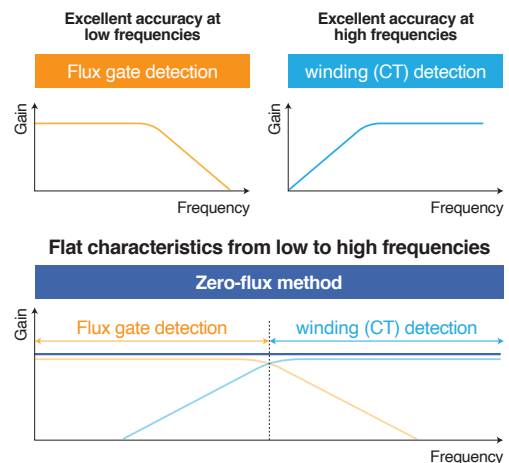 Excellent accuracy at
low frequencies
Flux gate detection
Gain
Frequency
Excellent accuracy at
high frequencies
winding (CT) detection
Gain
Frequency
Flat characteristics from low to high frequencies
Zero-flux method
Gain
Flux gate detection
winding (CT) detection
Frequency